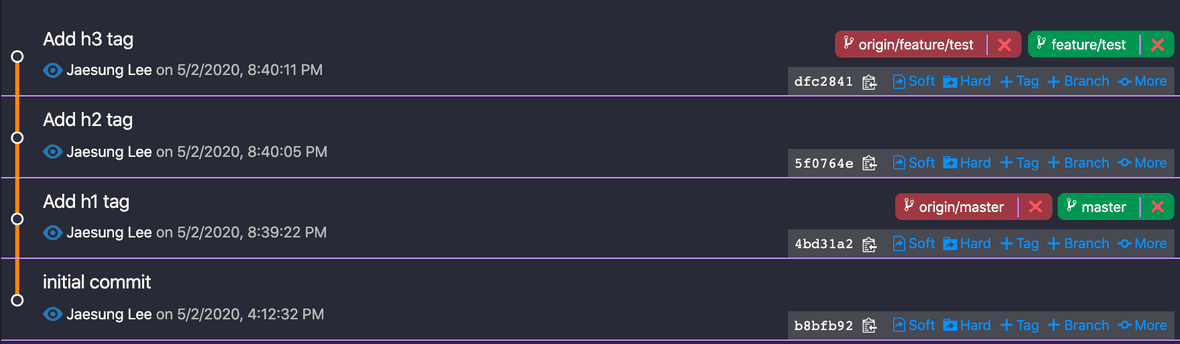 Add h3 tag
origin/feature/test
feature/test
Jaesung Lee on 5/2/2020, 8:40:11 PM
dfc2841 Soft Hard Tag Branch More
Add h2 tag
Jaesung Lee on 5/2/2020, 8:40:05 PM
5f0764e Soft Hard Tag Branch More
Add h1 tag
origin/master
master
Jaesung Lee on 5/2/2020, 8:39:22 PM
4bd31a2 Soft Hard Tag Branch More
initial commit
Jaesung Lee on 5/2/2020, 4:12:32 PM
b8bfb92 Soft Hard Tag Branch More